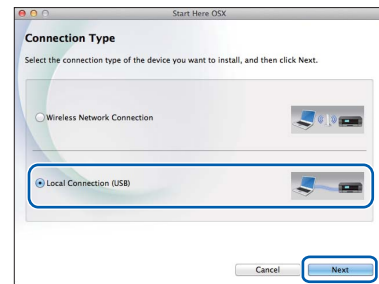 Start Here OSX
Connection Type
Select the connection type of the device you want to install, and then click Next.
Wireless Network Connection
Local Connection (USB)
Cancel Next